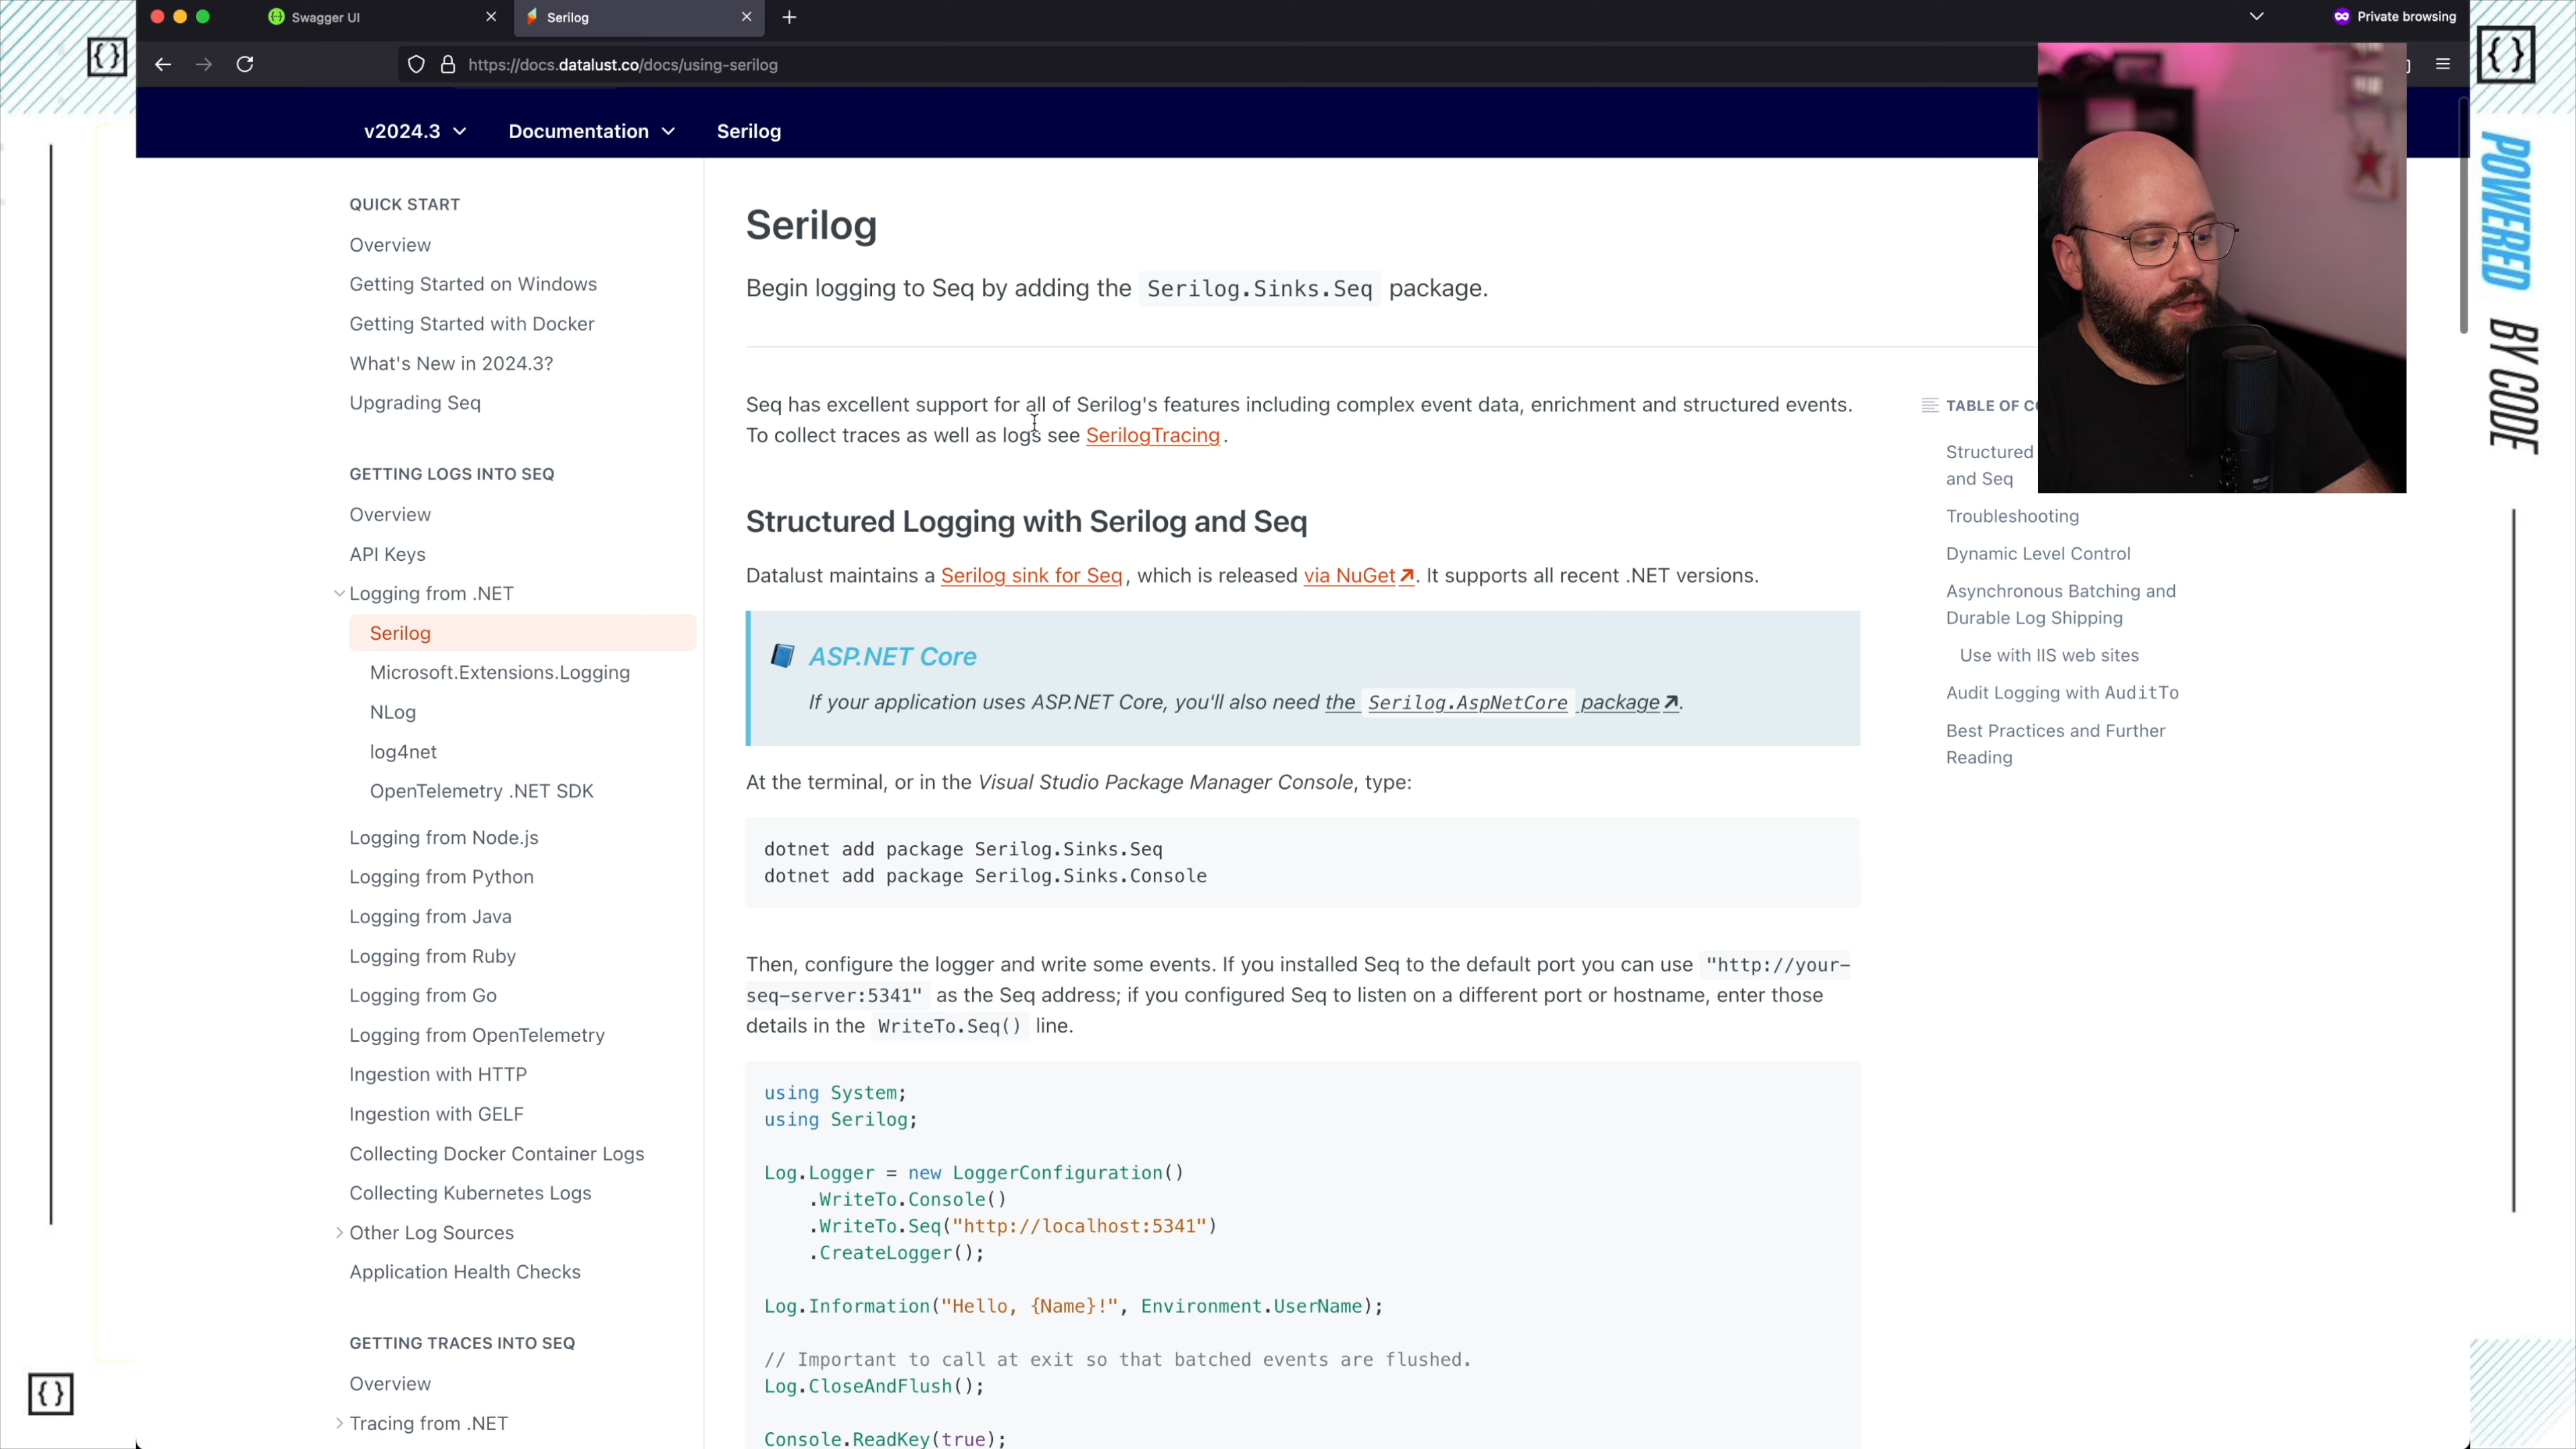 Swagger UI
Serilog
Private browsing
https://docs.datalust.co/docs/using-serilog
v2024.3
Documentation
Serilog
QUICK START
Overview
Getting Started on Windows
Getting Started with Docker
What's New in 2024.3?
Upgrading Seq
GETTING LOGS INTO SEQ
Overview
API Keys
Logging from .NET
Serilog
Microsoft.Extensions.Logging
NLog
log4net
OpenTelemetry .NET SDK
Logging from Node.js
Logging from Python
Logging from Java
Logging from Ruby
Logging from Go
Logging from OpenTelemetry
Ingestion with HTTP
Ingestion with GELF
Collecting Docker Container Logs
Collecting Kubernetes Logs
Other Log Sources
Application Health Checks
GETTING TRACES INTO SEQ
Overview
Tracing from .NET
Serilog
Begin logging to Seq by adding the Serilog.Sinks.Seq package.
Seq has excellent support for all of Serilog's features including complex event data, enrichment and structured events.
To collect traces as well as logs see SerilogTracing.
Structured Logging with Serilog and Seq
Datalust maintains a Serilog sink for Seq, which is released via NuGet. It supports all recent .NET versions.
ASP.NET Core
If your application uses ASP.NET Core, you'll also need the Serilog.AspNetCore package.
At the terminal, or in the Visual Studio Package Manager Console, type:
dotnet add package Serilog.Sinks.Seq
dotnet add package Serilog.Sinks.Console
Then, configure the logger and write some events. If you installed Seq to the default port you can use "http://your-
seq-server:5341" as the Seq address; if you configured Seq to listen on a different port or hostname, enter those
details in the WriteTo.Seq() line.
using System;
using Serilog;
Log.Logger = new LoggerConfiguration()
.WriteTo.Console()
.WriteTo.Seq("http://localhost:5341")
.CreateLogger();
Log.Information("Hello, {Name}!", Environment.UserName);
// Important to call at exit so that batched events are flushed.
Log.CloseAndFlush();
Console.ReadKey(true);
TABLE OF
Structured
and Seq
Troubleshooting
Dynamic Level Control
Asynchronous Batching and
Durable Log Shipping
Use with IIS web sites
Audit Logging with AuditTo
Best Practices and Further
Reading
POWERED BY CODE
{}
{}
{}